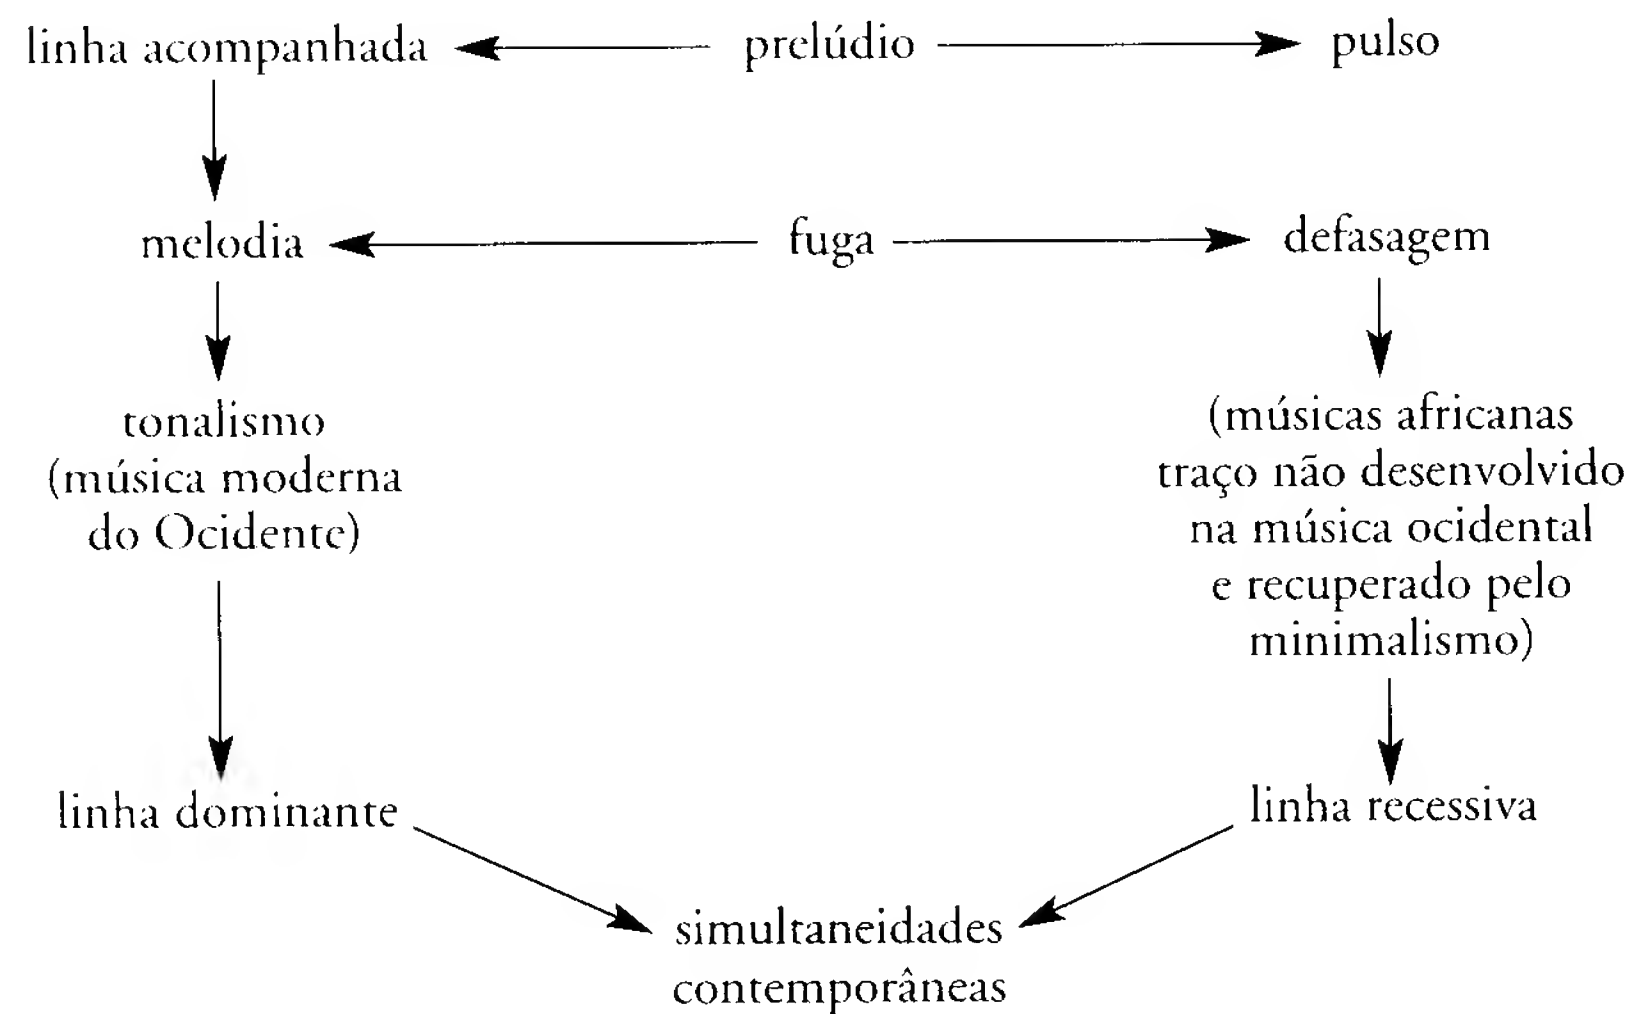 linha acompanhada prelúdio pulso
melodia fuga defasagem
tonalismo
(música moderna
do Ocidente)
(músicas africanas
traço não desenvolvido
na música ocidental
e recuperado pelo
minimalismo)
linha dominante
linha recessiva
simultaneidades
contemporâneas